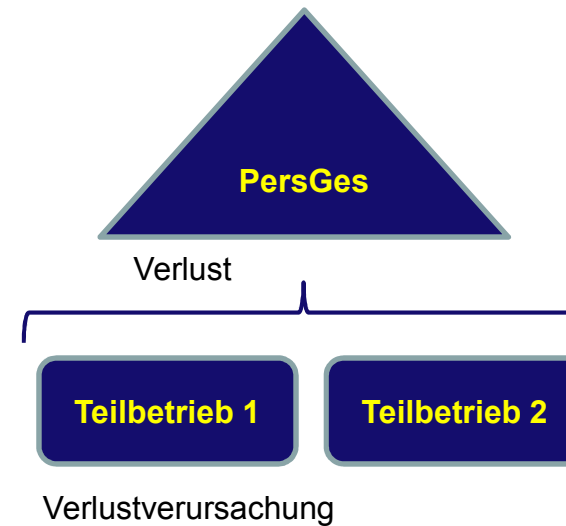 PersGes
Verlust
Teilbetrieb 1
Teilbetrieb 2
Verlustverursachung